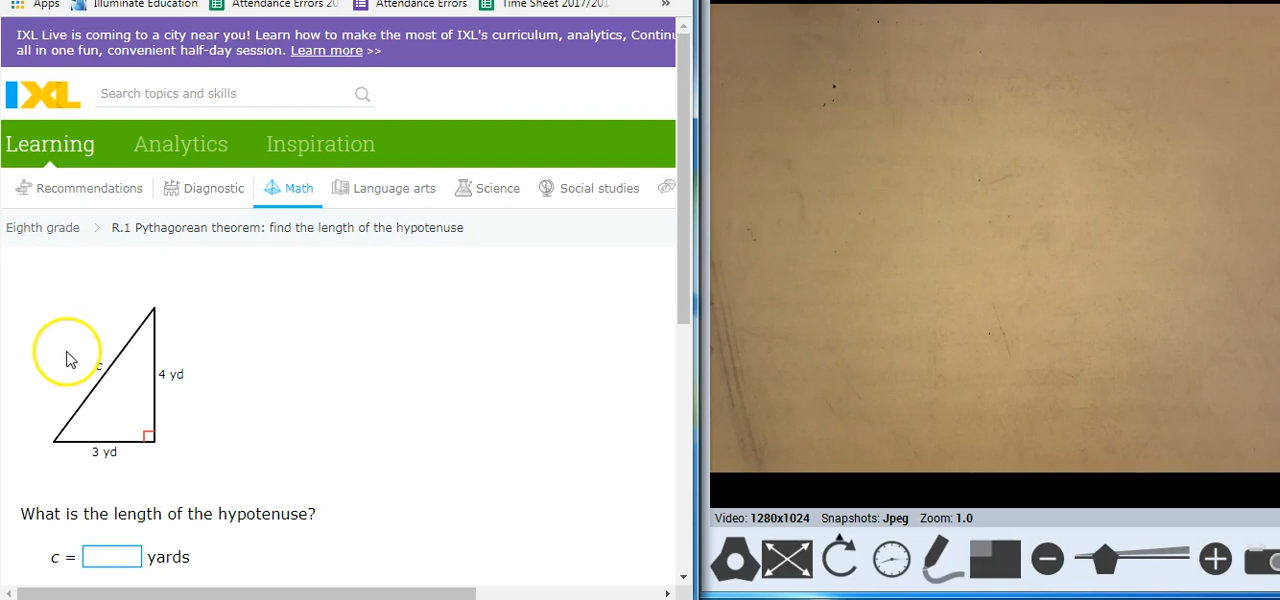 Apps Illuminate Education Attendance Errors 20 Attendance Errors Time Sheet 2017/201 »
IXL Live is coming to a city near you! Learn how to make the most of IXL's curriculum, analytics, Continu
all in one fun, convenient half-day session. Learn more >>
IXL Search topics and skills
Learning Analytics Inspiration
Recommendations Diagnostic Math Language arts Science Social studies
Eighth grade > R.1 Pythagorean theorem: find the length of the hypotenuse
c
4 yd
3 yd
What is the length of the hypotenuse?
c = yards
Video: 1280x1024 Snapshots: Jpeg Zoom: 1.0